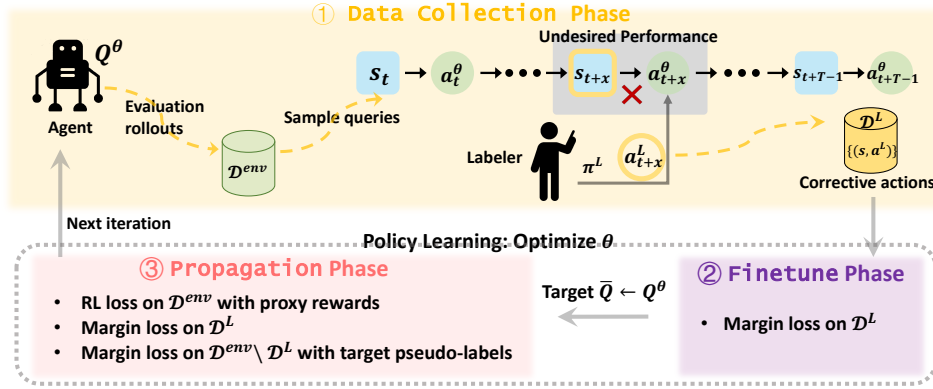 ① Data Collection Phase
Q^θ
Undesired Performance
s_t a_t^θ ••• s_{t+x} a_{t+x}^θ ••• s_{t+T-1} a_{t+T-1}^θ
Evaluation
rollouts
Sample queries
Agent
D^{env}
Labeler
π^L
a_{t+x}^L
D^L
{(s, a^L)}
Corrective actions
Next iteration
Policy Learning: Optimize θ
③ Propagation Phase
• RL loss on D^{env} with proxy rewards
• Margin loss on D^L
• Margin loss on D^{env}\ D^L with target pseudo-labels
Target Q̅ ← Q^θ
② Finetune Phase
• Margin loss on D^L